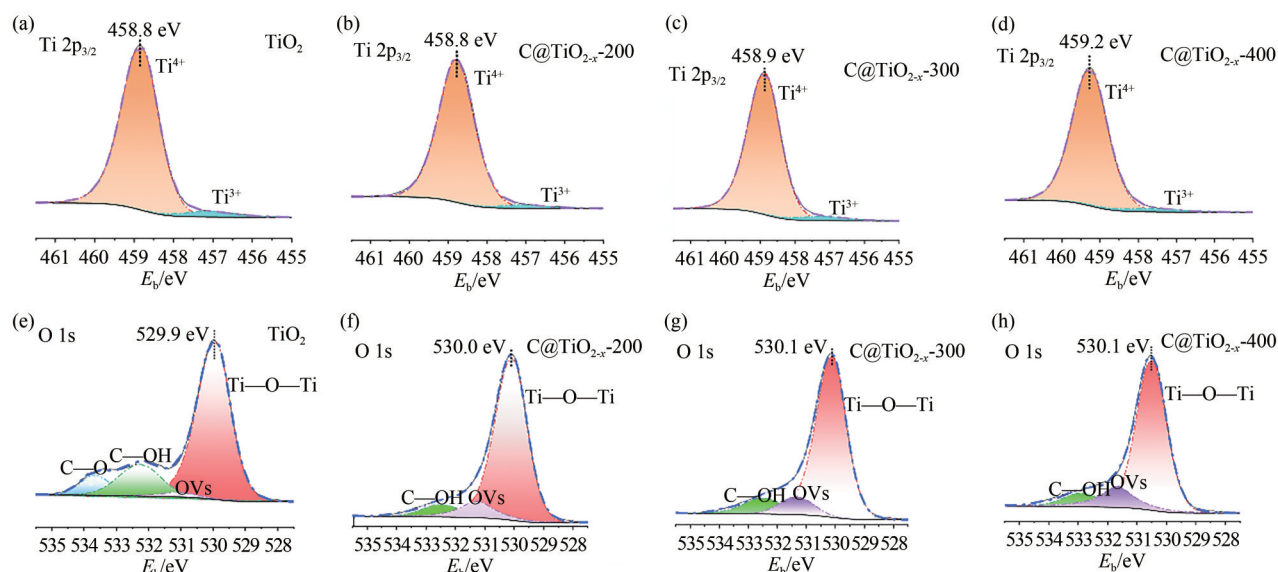 (a)
Ti 2p3/2
458.8 eV
TiO2
Ti4+
Ti3+
461 460 459 458 457 456 455
Eb/eV
(b)
Ti 2p3/2
458.8 eV
C@TiO2-x-200
Ti4+
Ti3+
461 460 459 458 457 456 455
Eb/eV
(c)
Ti 2p3/2
458.9 eV
C@TiO2-x-300
Ti4+
Ti3+
461 460 459 458 457 456 455
Eb/eV
(d)
Ti 2p3/2
459.2 eV
C@TiO2-x-400
Ti4+
Ti3+
461 460 459 458 457 456 455
Eb/eV
(e)
O 1s
529.9 eV
TiO2
Ti—O—Ti
C—O
C—OH
OVs
535 534 533 532 531 530 529 528
Eb/eV
(f)
O 1s
530.0 eV
C@TiO2-x-200
Ti—O—Ti
C—OH
OVs
535 534 533 532 531 530 529 528
Eb/eV
(g)
O 1s
530.1 eV
C@TiO2-x-300
Ti—O—Ti
C—OH
OVs
535 534 533 532 531 530 529 528
Eb/eV
(h)
O 1s
530.1 eV
C@TiO2-x-400
Ti—O—Ti
C—OH
OVs
535 534 533 532 531 530 529 528
Eb/eV